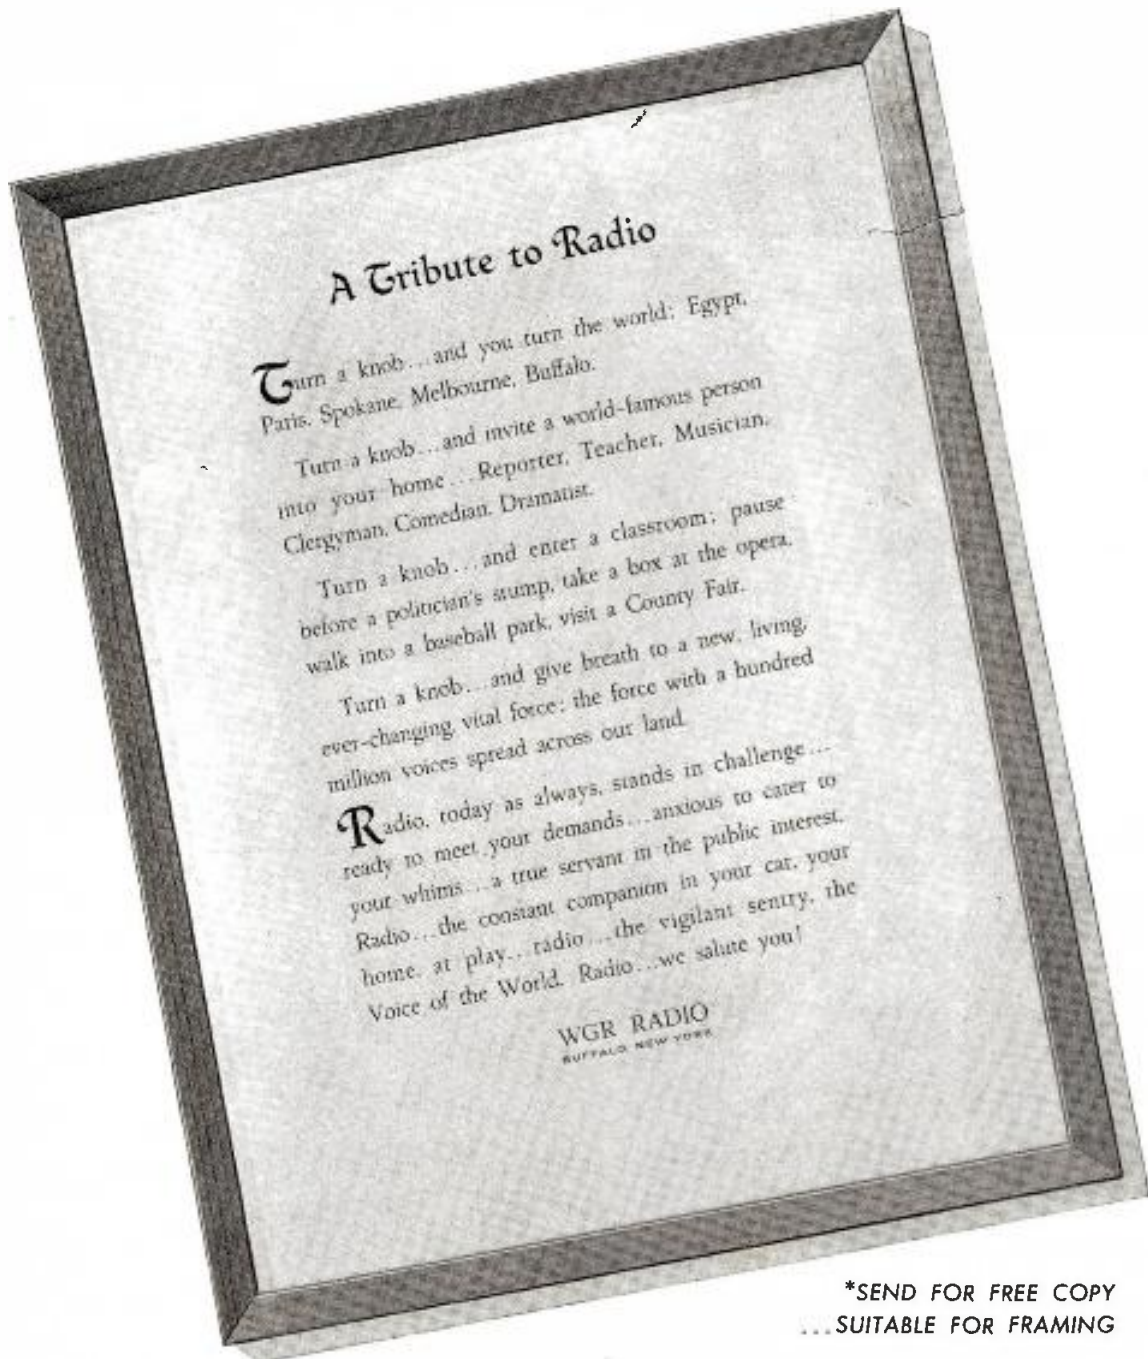 A Tribute to Radio
Turn a knob...and you turn the world: Egypt,
Paris, Spokane, Melbourne, Buffalo.
Turn a knob...and invite a world-famous person
into your home...Reporter, Teacher, Musician,
Clergyman, Comedian, Dramatist.
Turn a knob...and enter a classroom; pause
before a politician's stump, take a box at the opera,
walk into a baseball park, visit a County Fair.
Turn a knob...and give breath to a new, living,
ever-changing, vital force; the force with a hundred
million voices spread across our land.
Radio, today as always, stands in challenge...
ready to meet your demands...anxious to cater to
your whims...a true servant in the public interest.
Radio...the constant companion in your car, your
home, at play...radio...the vigilant sentry, the
Voice of the World. Radio...we salute you!
WGR RADIO
BUFFALO, NEW YORK
*SEND FOR FREE COPY
...SUITABLE FOR FRAMING